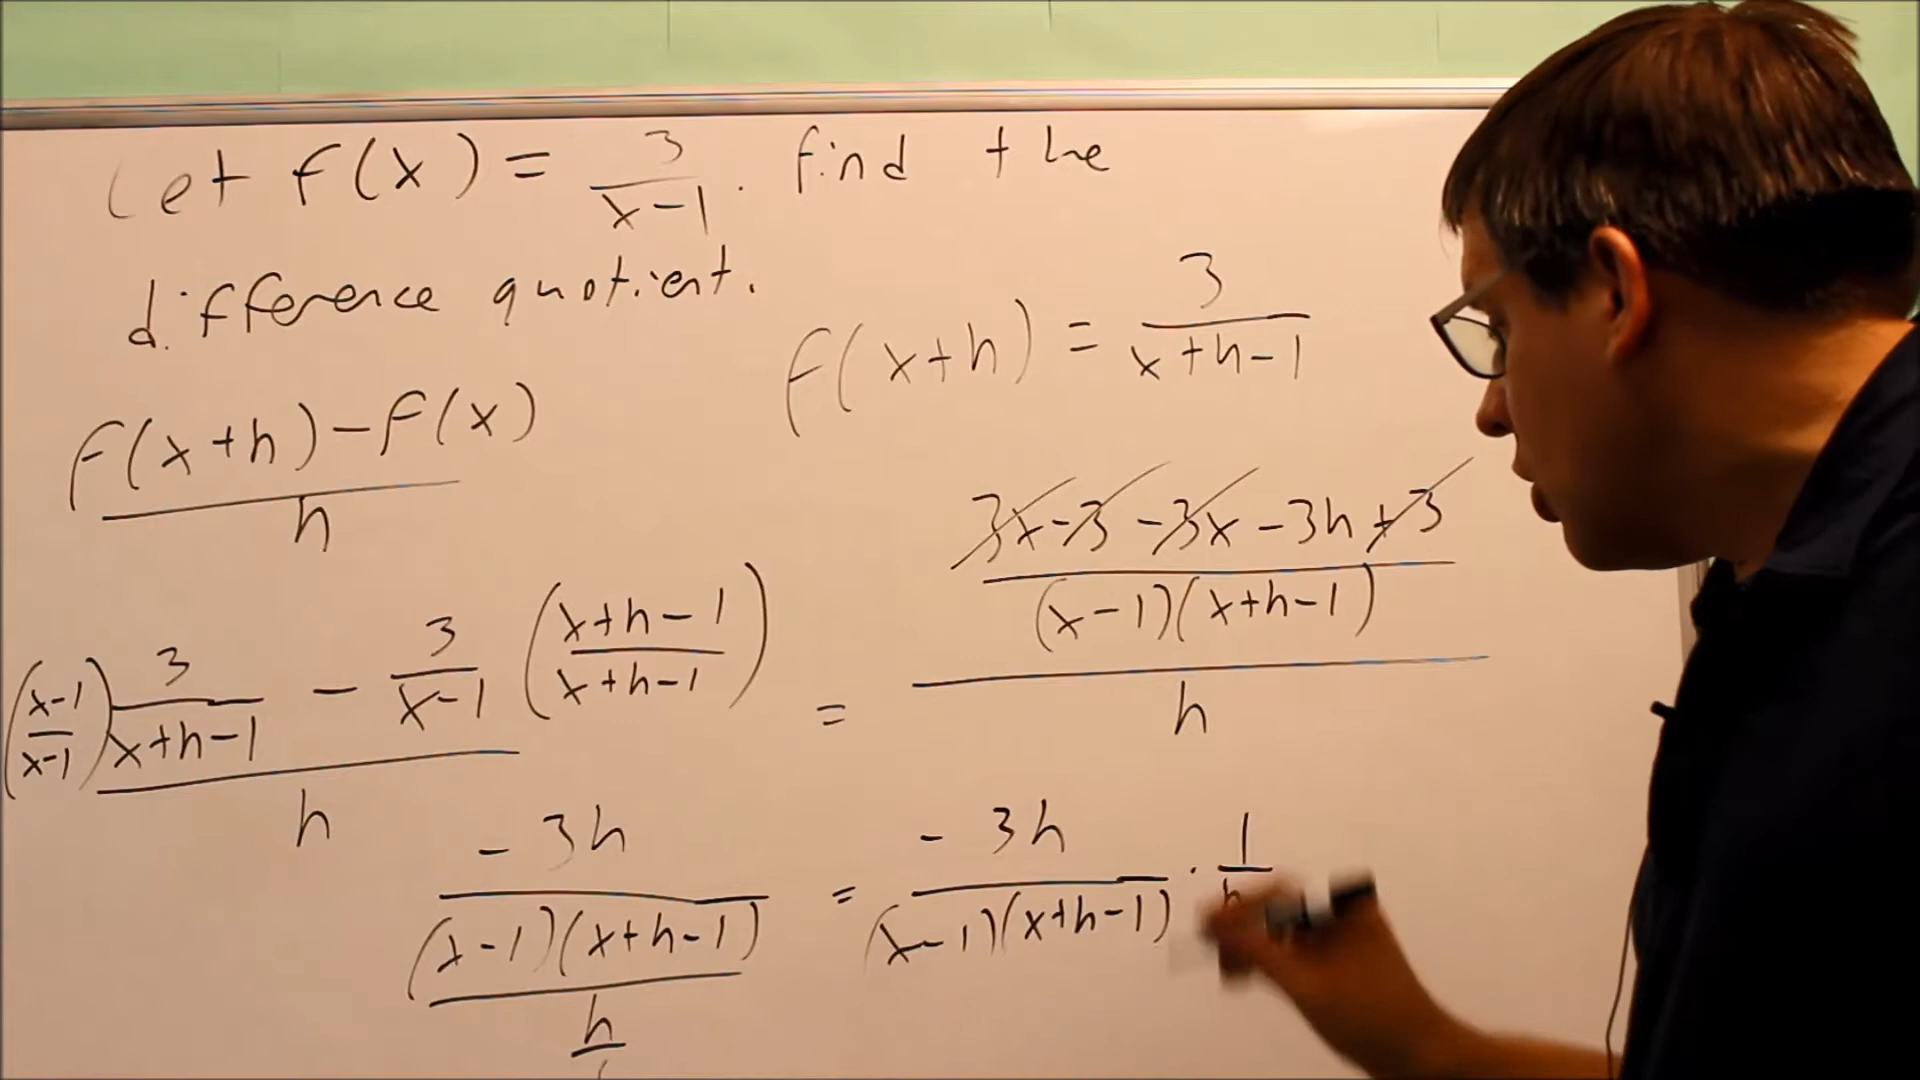 Let f(x) = 3/(x-1). Find the
difference quotient.
f(x+h) = 3/(x+h-1)
(f(x+h)-f(x))/h
((x-1)/(x-1)) 3/(x+h-1) - 3/(x-1) ((x+h-1)/(x+h-1))
h
= (3x-3-3x-3h+3)/((x-1)(x+h-1))
h
-3h/((x-1)(x+h-1)) = -3h/((x-1)(x+h-1)) · 1/h
h/1